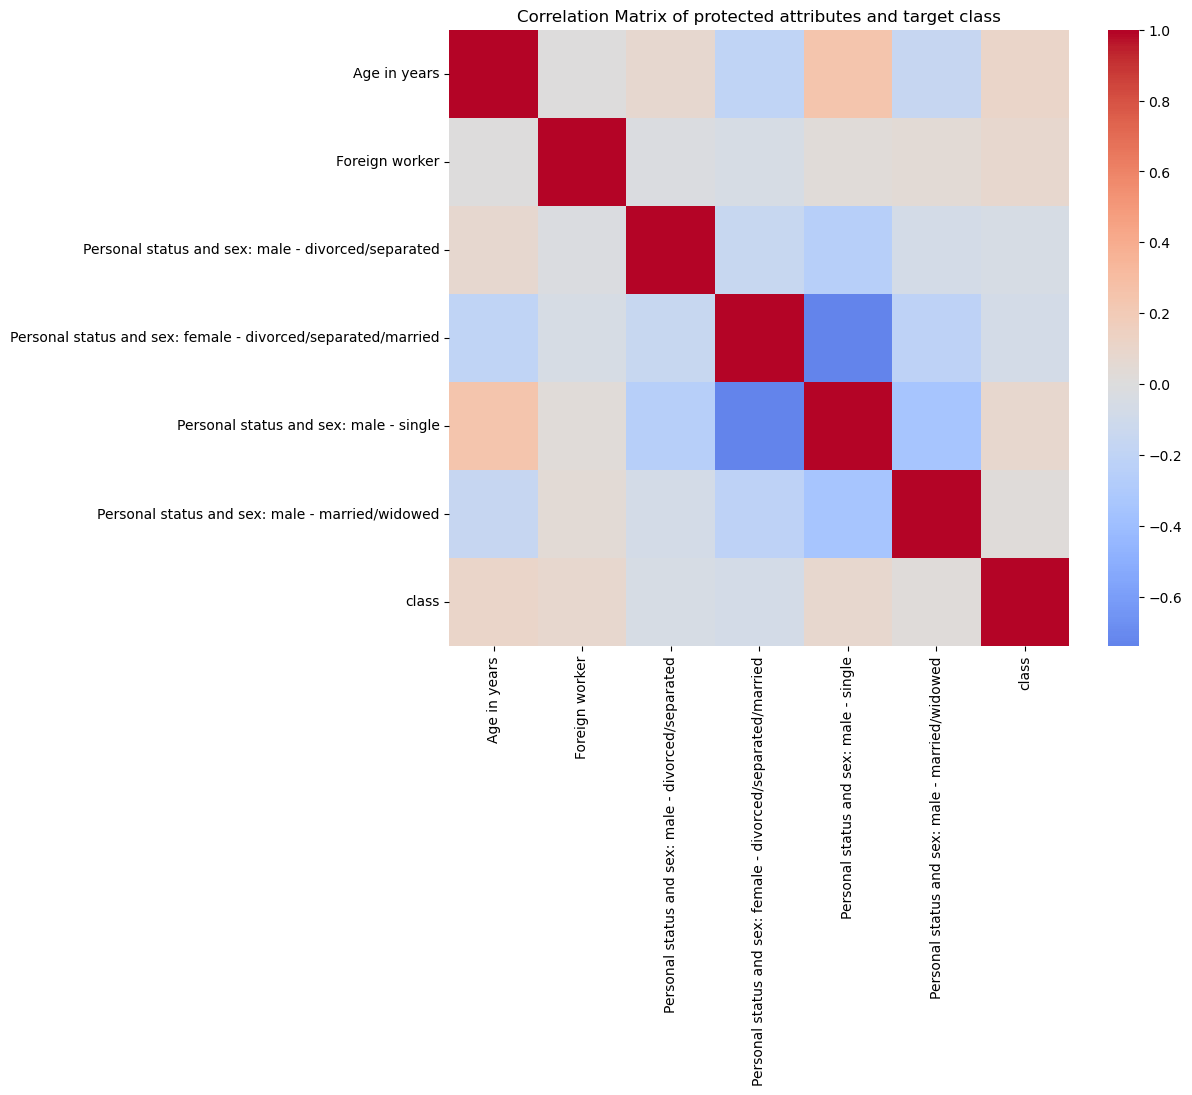 Correlation Matrix of protected attributes and target class
Age in years
Foreign worker
Personal status and sex: male - divorced/separated
Personal status and sex: female - divorced/separated/married
Personal status and sex: male - single
Personal status and sex: male - married/widowed
class
Age in years
Foreign worker
Personal status and sex: male - divorced/separated
Personal status and sex: female - divorced/separated/married
Personal status and sex: male - single
Personal status and sex: male - married/widowed
class
1.0
0.8
0.6
0.4
0.2
0.0
−0.2
−0.4
−0.6